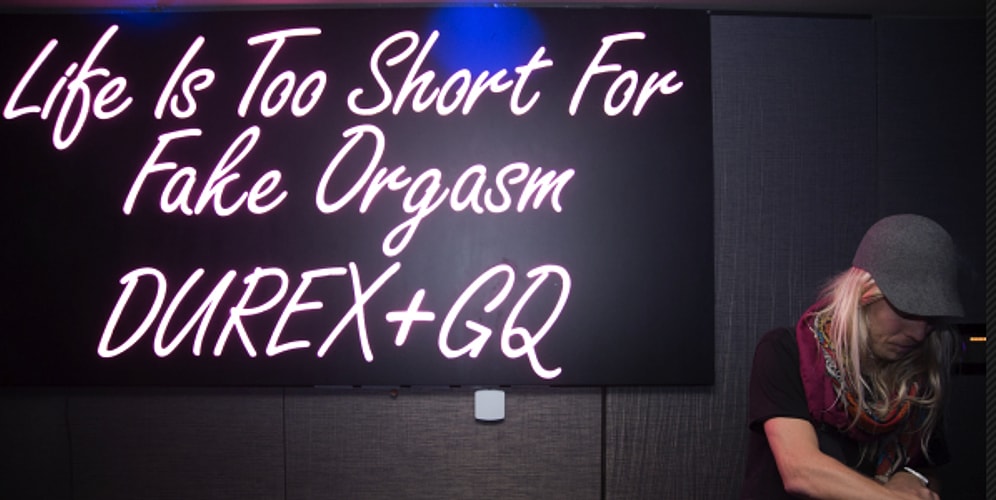 Life Is Too Short For
Fake Orgasm
DUREX+GQ